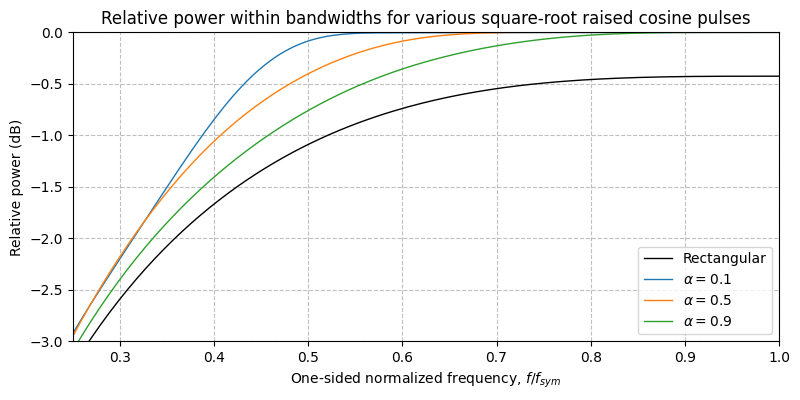 Relative power within bandwidths for various square-root raised cosine pulses
Relative power (dB)
0.0
−0.5
−1.0
−1.5
−2.0
−2.5
−3.0
Rectangular
α = 0.1
α = 0.5
α = 0.9
0.3 0.4 0.5 0.6 0.7 0.8 0.9 1.0
One-sided normalized frequency, f/f_sym